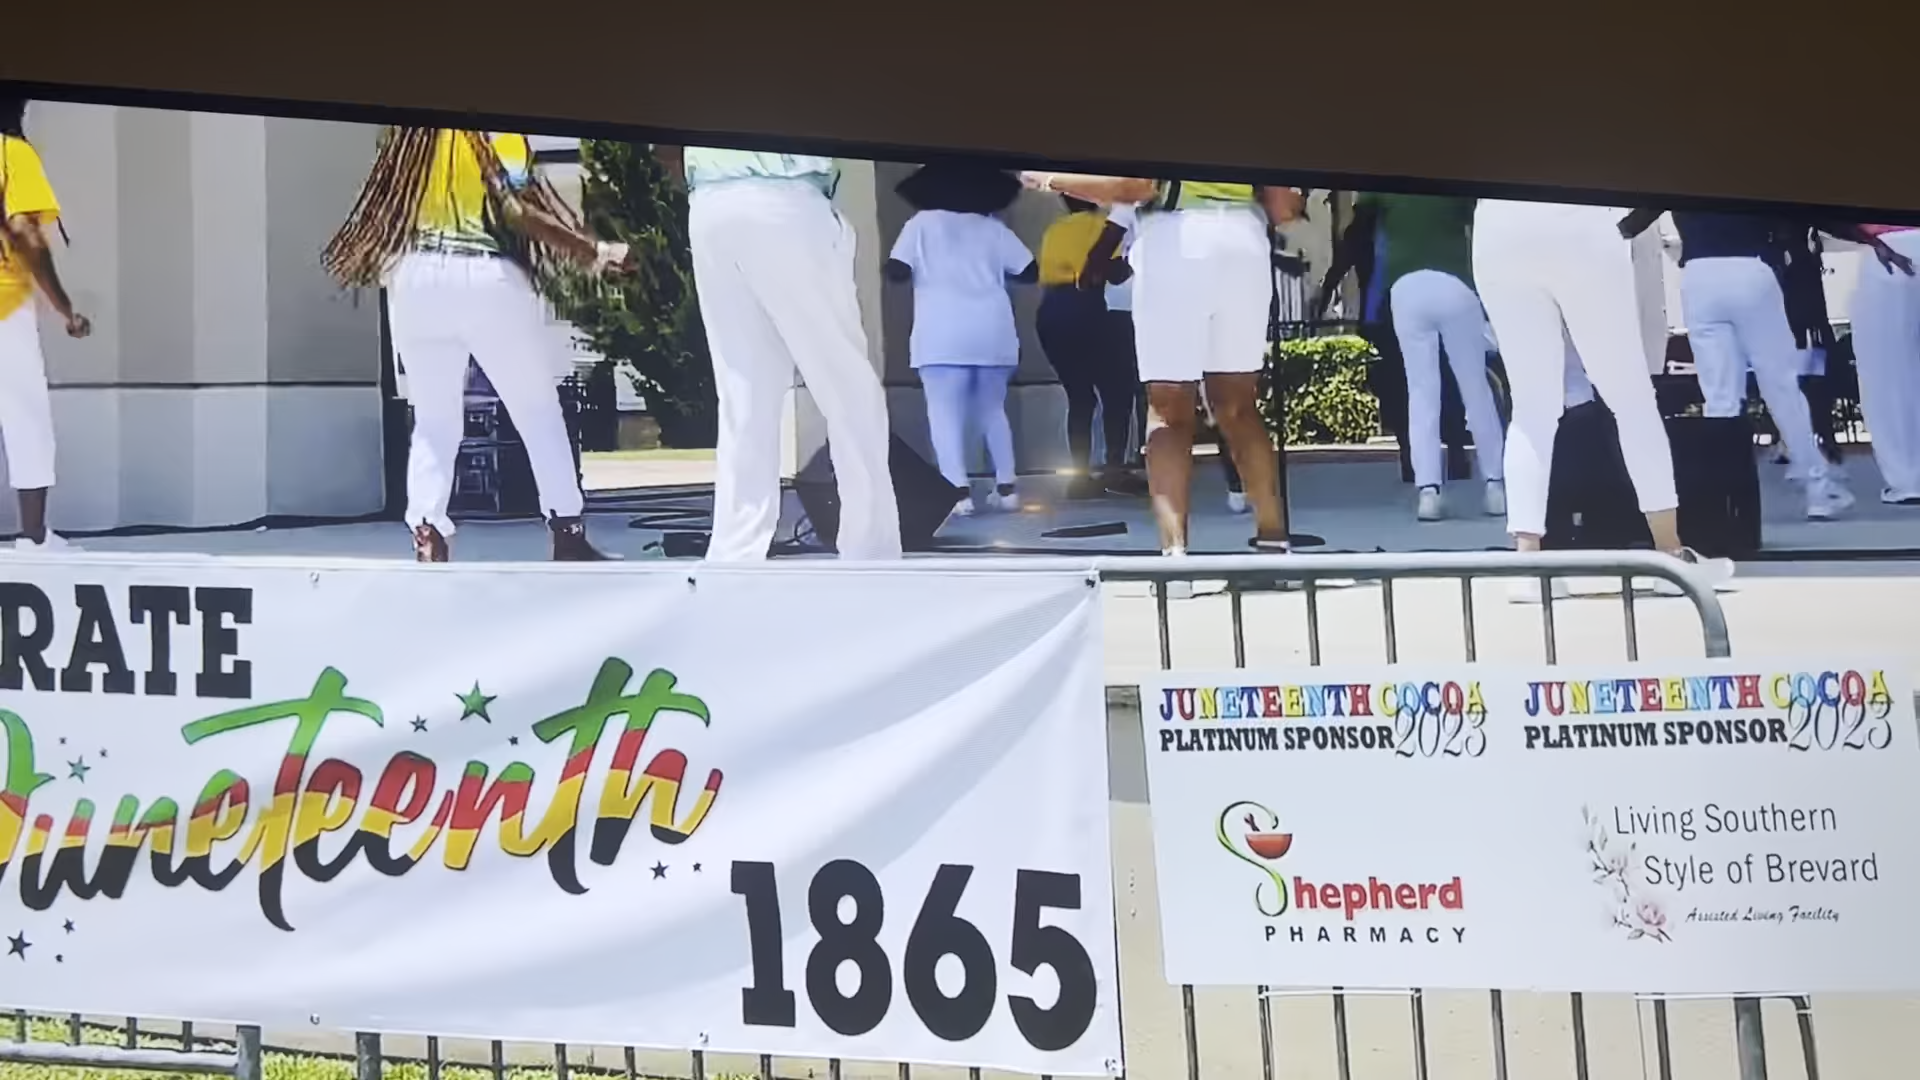 RATE
Juneteenth
1865
JUNETEENTH COCOA
PLATINUM SPONSOR 2023
Shepherd
PHARMACY
JUNETEENTH COCOA
PLATINUM SPONSOR 2023
Living Southern
Style of Brevard
Assisted Living Facility